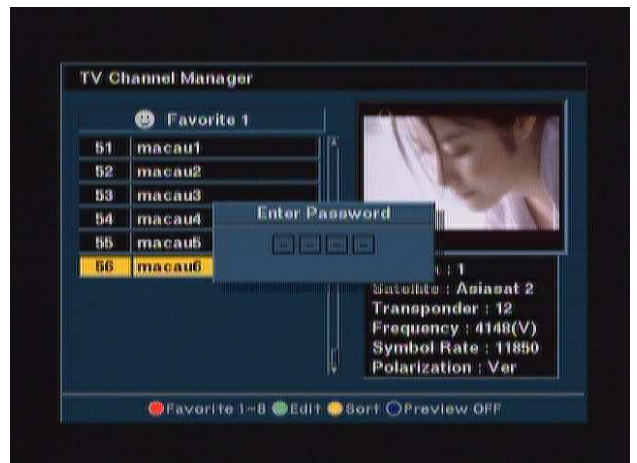 TV Channel Manager
Favorite 1
51 macau1
52 macau2
53 macau3
54 macau4
55 macau5
56 macau6
Enter Password
- - - -
: 1
Satellite : Asiasat 2
Transponder : 12
Frequency : 4148(V)
Symbol Rate : 11850
Polarization : Ver
Favorite 1~8 Edit Sort Preview OFF